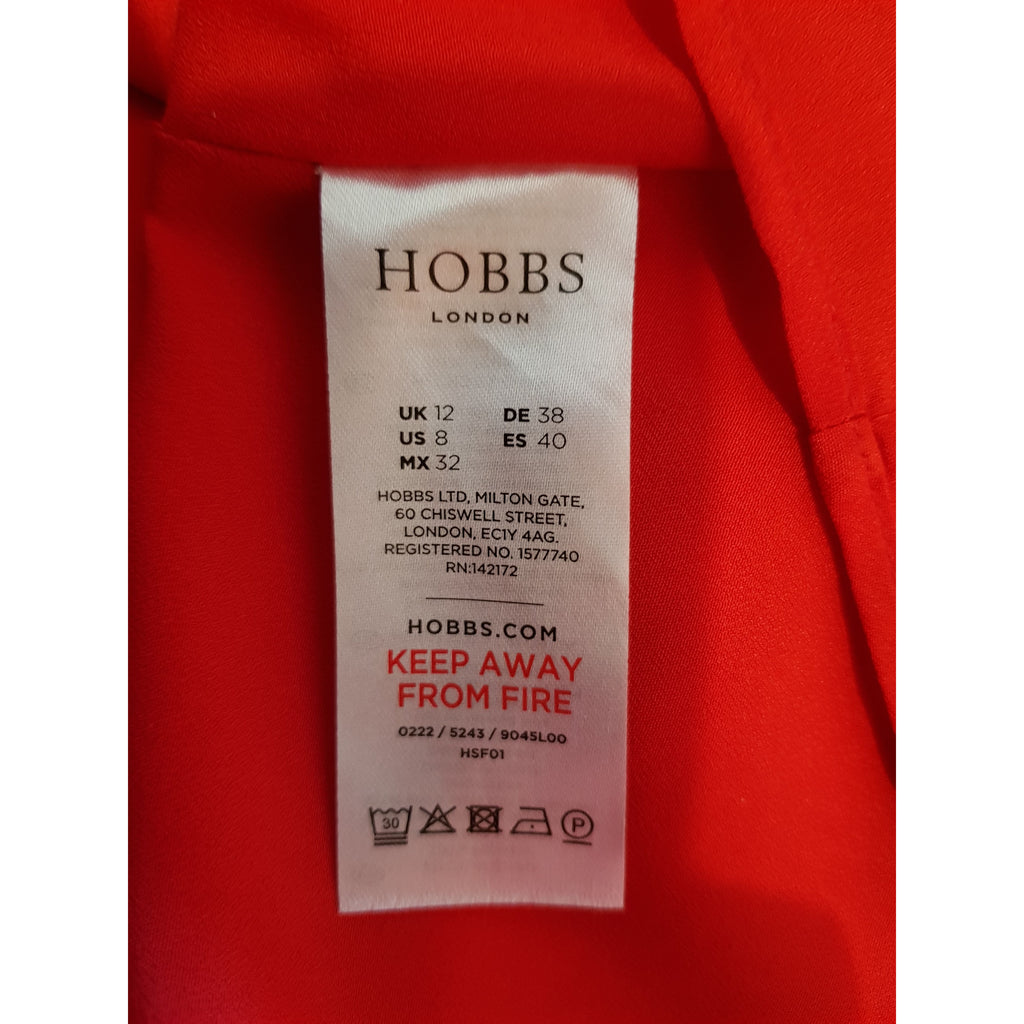 HOBBS
LONDON
UK 12 DE 38
US 8 ES 40
MX 32
HOBBS LTD, MILTON GATE,
60 CHISWELL STREET,
LONDON, EC1Y 4AG.
REGISTERED NO. 1577740
RN:142172
HOBBS.COM
KEEP AWAY
FROM FIRE
0222 / 5243 / 9045L00
HSF01
30 P